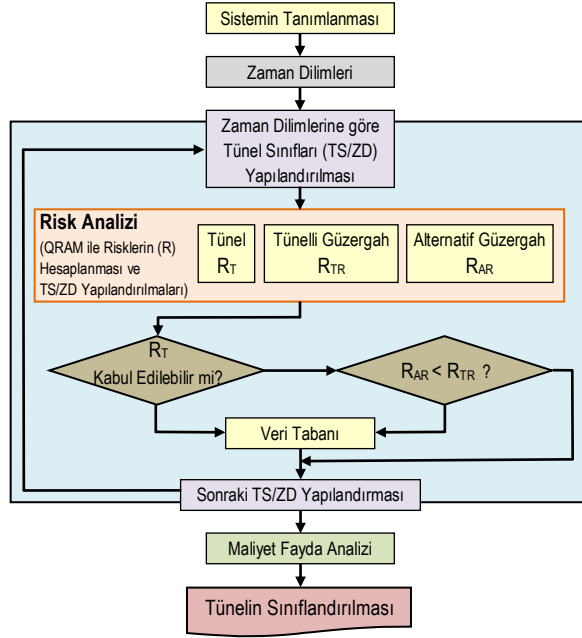 Sistemin Tanımlanması
Zaman Dilimleri
Zaman Dilimlerine göre
Tünel Sınıfları (TS/ZD)
Yapılandırılması
Risk Analizi
(QRAM ile Risklerin (R)
Hesaplanması ve
TS/ZD Yapılandırılmaları)
Tünel
RT
Tünelli Güzergah
RTR
Alternatif Güzergah
RAR
RT
Kabul Edilebilir mi?
RAR < RTR ?
Veri Tabanı
Sonraki TS/ZD Yapılandırması
Maliyet Fayda Analizi
Tünelin Sınıflandırılması